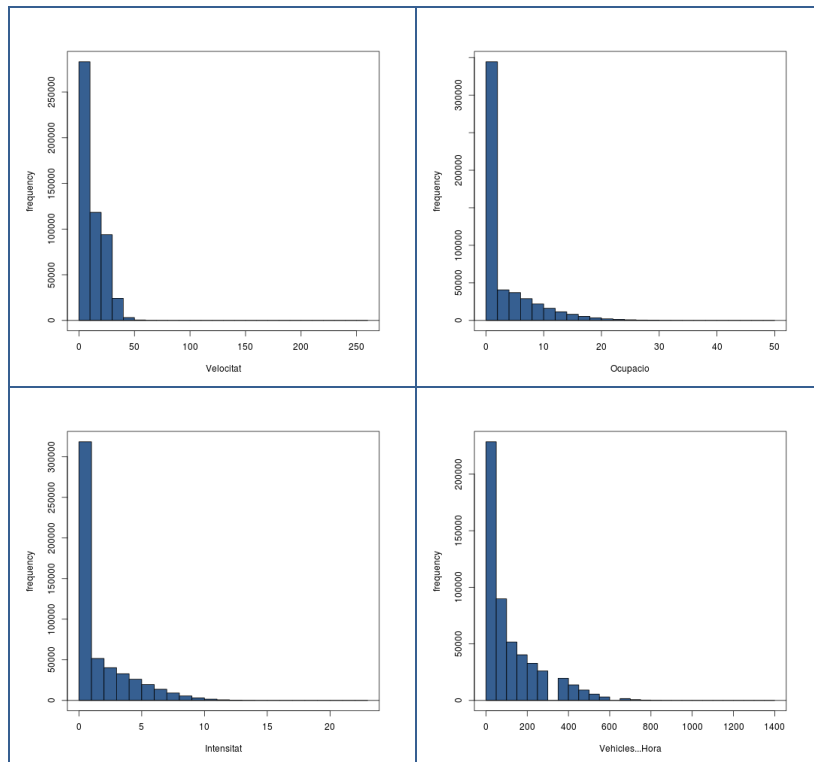 frequency
0 50000 100000 150000 200000 250000
0 50 100 150 200 250
Velocitat
frequency
0 50000 100000 200000 300000
0 10 20 30 40 50
Ocupacio
frequency
0 50000 100000 150000 200000 250000 300000
0 5 10 15 20
Intensitat
frequency
0 50000 100000 150000 200000
0 200 400 600 800 1000 1200 1400
Vehicles...Hora